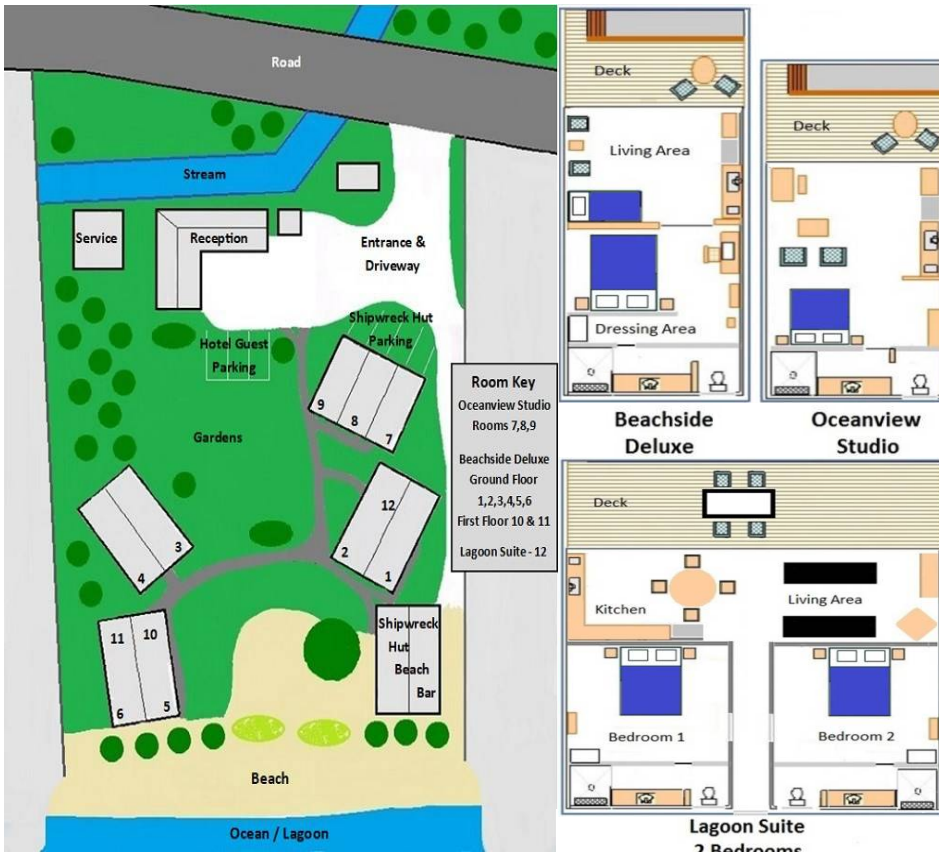 Road
Stream
Service
Reception
Entrance &
Driveway
Shipwreck Hut
Parking
Hotel Guest
Parking
9
8
7
Gardens
12
2
1
3
4
11
10
6
5
Shipwreck
Hut
Beach
Bar
Beach
Ocean / Lagoon
Room Key
Oceanview Studio
Rooms 7,8,9
Beachside Deluxe
Ground Floor
1,2,3,4,5,6
First Floor 10 & 11
Lagoon Suite - 12
Deck
Living Area
Dressing Area
Beachside
Deluxe
Deck
Oceanview
Studio
Deck
Kitchen
Living Area
Bedroom 1
Bedroom 2
Lagoon Suite
2 Bedrooms